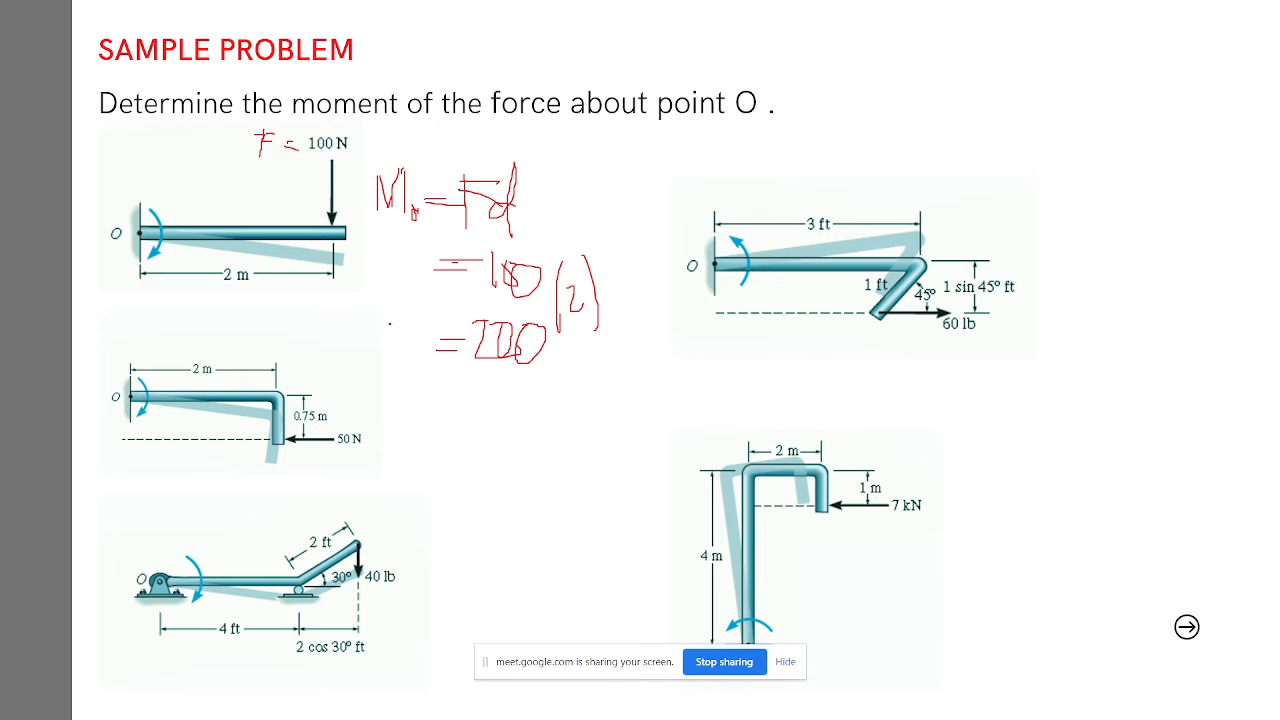 SAMPLE PROBLEM
Determine the moment of the force about point O .
F = 100 N
O
2 m
Mo = Fd
= 100 (2)
= 200
3 ft
O
1 ft
45°
1 sin 45° ft
60 lb
2 m
O
0.75 m
50 N
2 ft
O
30°
40 lb
4 ft
2 cos 30° ft
2 m
1 m
7 kN
4 m
meet.google.com is sharing your screen.
Stop sharing
Hide